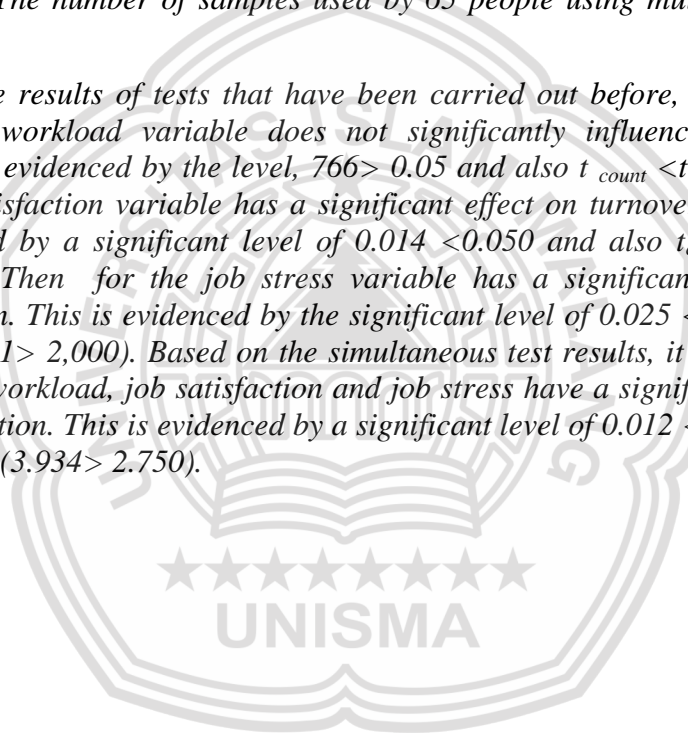 The number of samples used by 65 people using mu
e results of tests that have been carried out before,
workload variable does not significantly influenc
evidenced by the level, 766> 0.05 and also t count <t
isfaction variable has a significant effect on turnove
d by a significant level of 0.014 <0.050 and also t
Then for the job stress variable has a significan
n. This is evidenced by the significant level of 0.025 <
1> 2,000). Based on the simultaneous test results, it
workload, job satisfaction and job stress have a signif
tion. This is evidenced by a significant level of 0.012 <
(3.934> 2.750).
UNIVERSITAS ISLAM MALANG
UNISMA